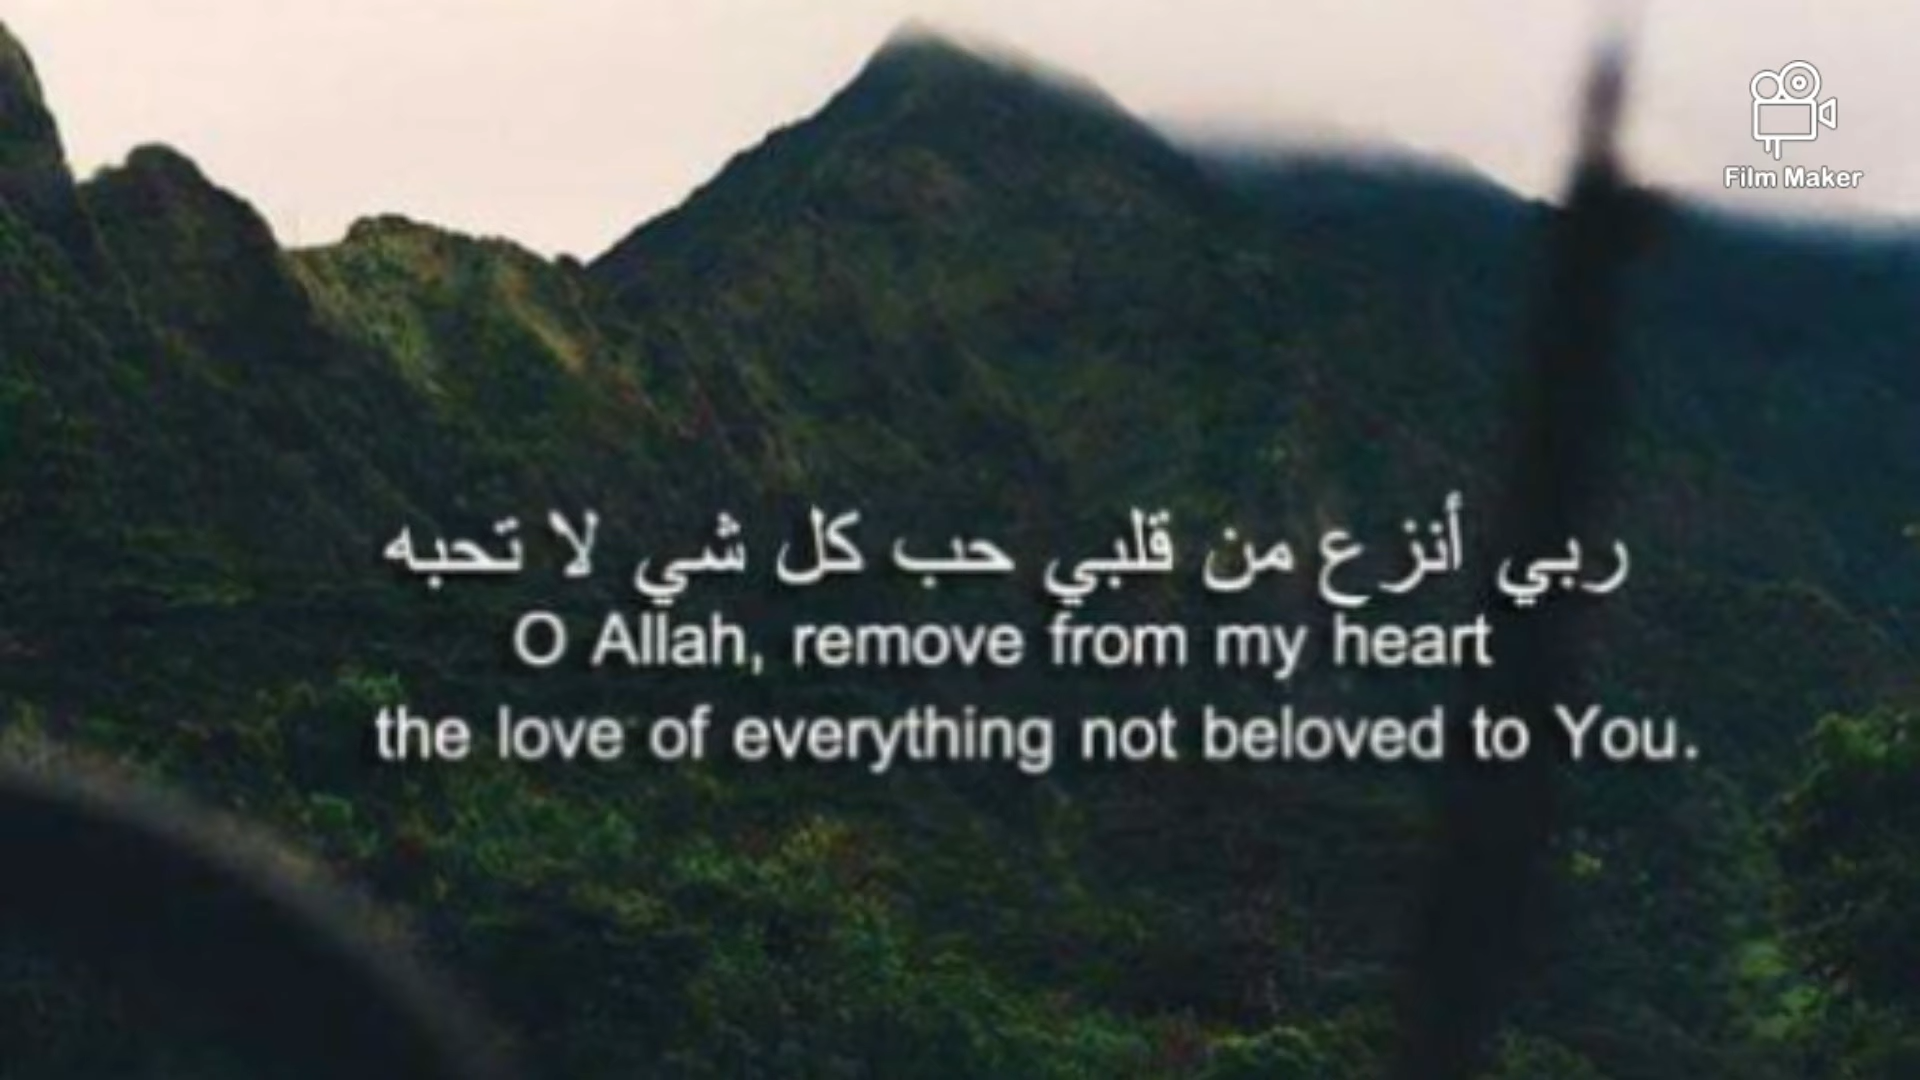 Film Maker
ربي أنزع من قلبي حب كل شي لا تحبه
O Allah, remove from my heart
the love of everything not beloved to You.